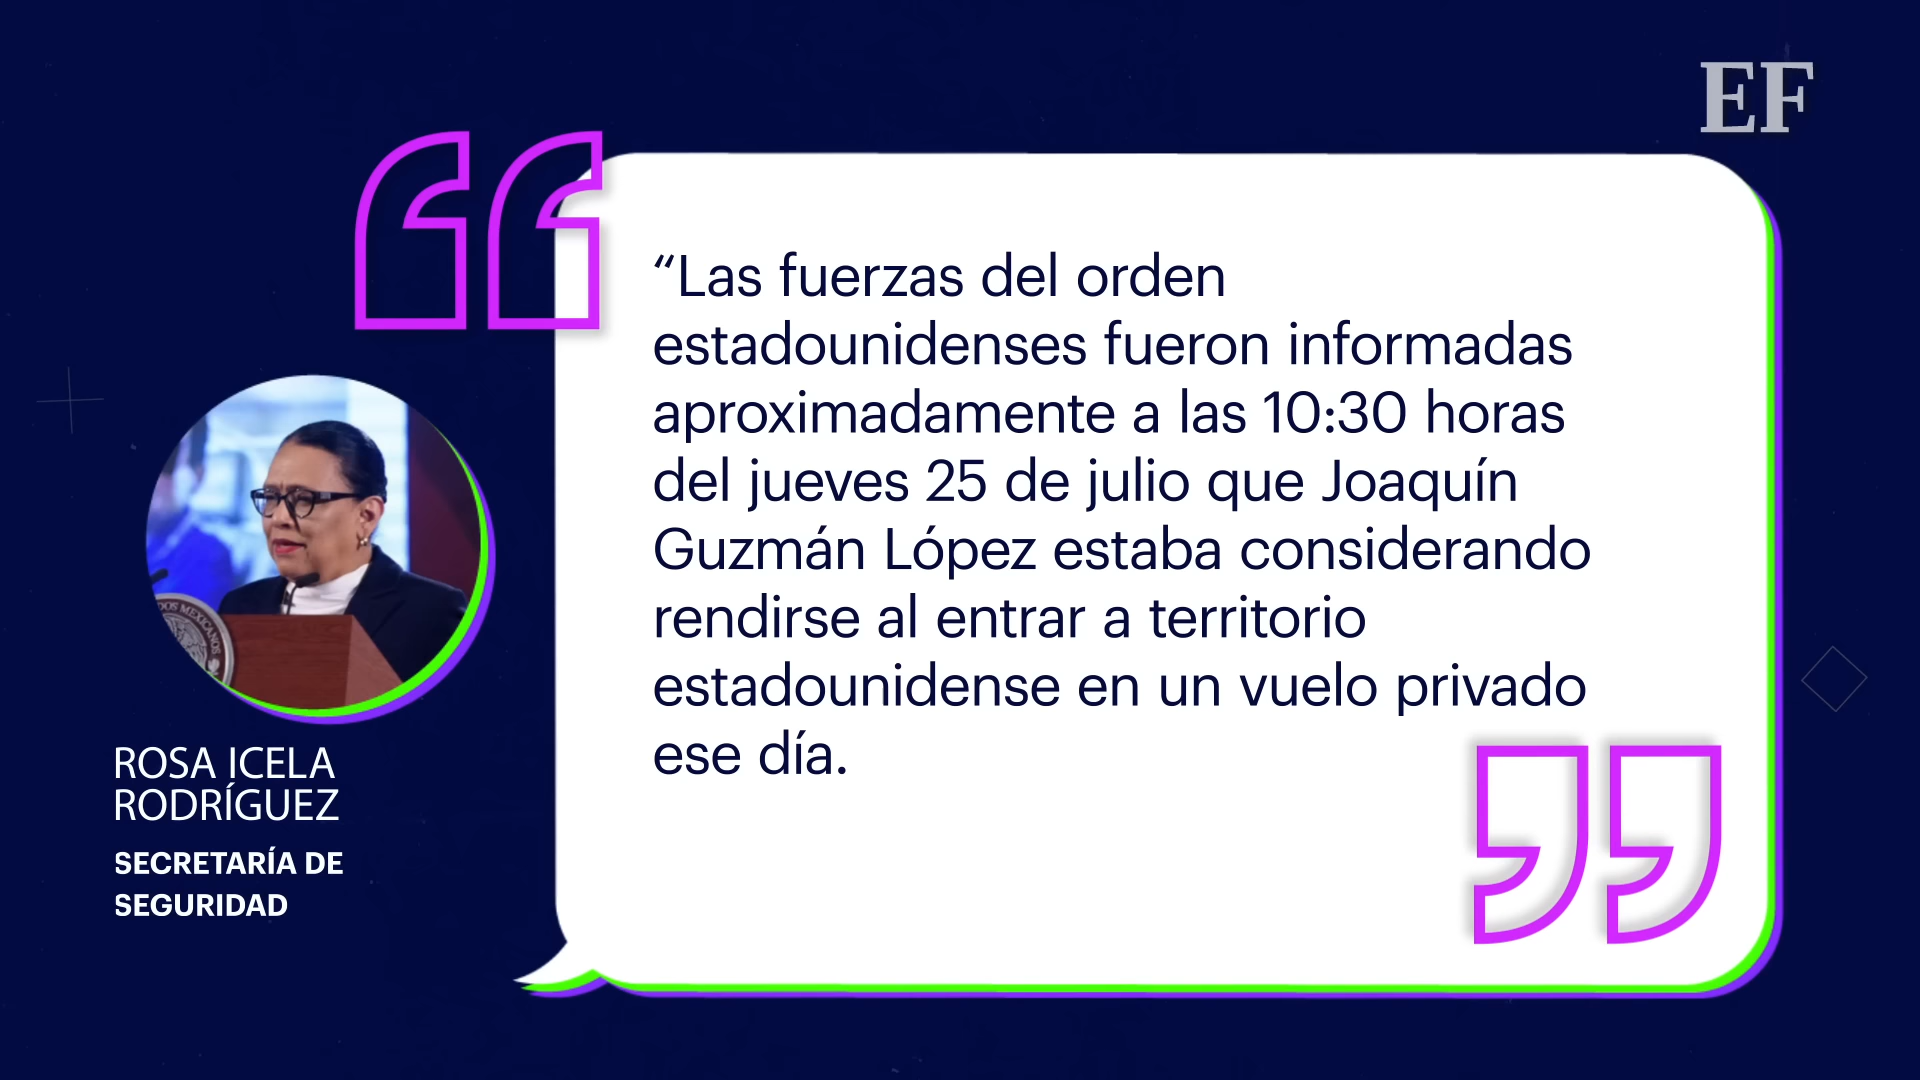 EF
“Las fuerzas del orden
estadounidenses fueron informadas
aproximadamente a las 10:30 horas
del jueves 25 de julio que Joaquín
Guzmán López estaba considerando
rendirse al entrar a territorio
estadounidense en un vuelo privado
ese día.
DOS MEXICANOS
ROSA ICELA
RODRÍGUEZ
SECRETARÍA DE
SEGURIDAD